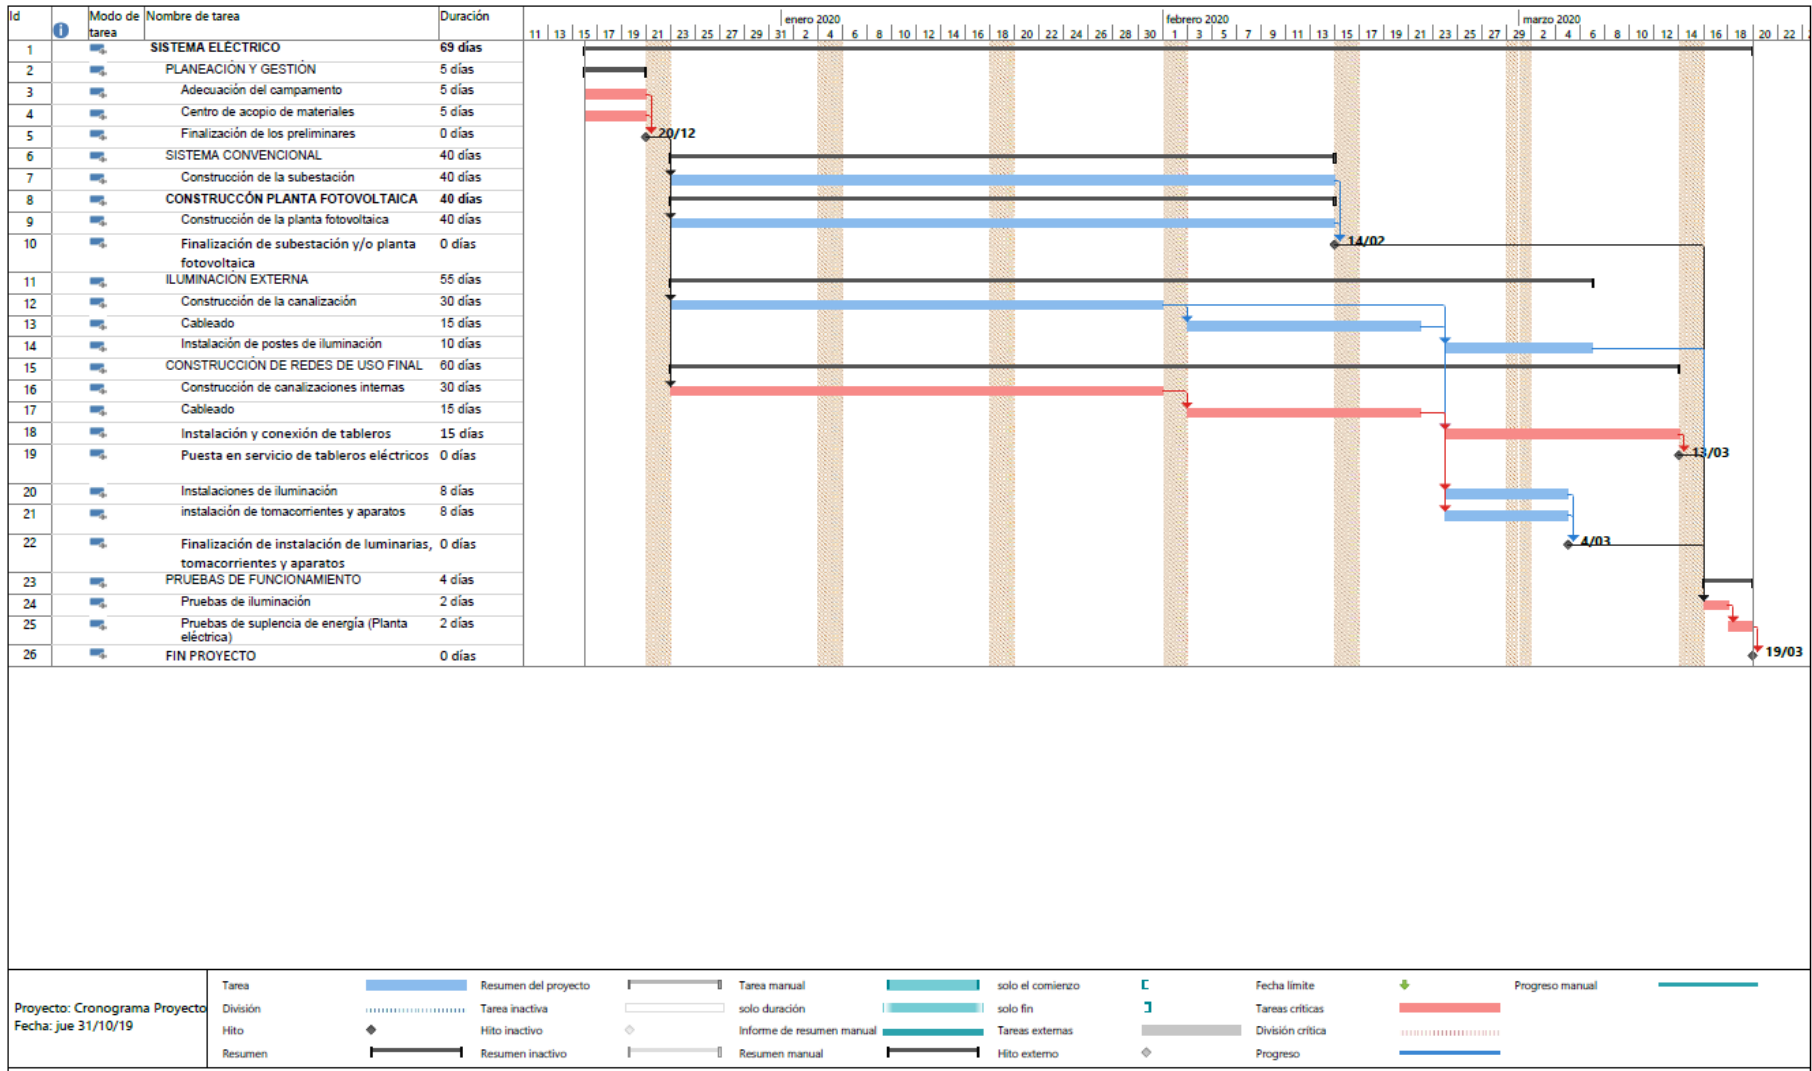 Id Modo de Nombre de tarea Duración
tarea
enero 2020 febrero 2020 marzo 2020
11 13 15 17 19 21 23 25 27 29 31 2 4 6 8 10 12 14 16 18 20 22 24 26 28 30 1 3 5 7 9 11 13 15 17 19 21 23 25 27 29 2 4 6 8 10 12 14 16 18 20 22
1 SISTEMA ELÉCTRICO 69 días
2 PLANEACIÓN Y GESTIÓN 5 días
3 Adecuación del campamento 5 días
4 Centro de acopio de materiales 5 días
5 Finalización de los preliminares 0 días 20/12
6 SISTEMA CONVENCIONAL 40 días
7 Construcción de la subestación 40 días
8 CONSTRUCCÓN PLANTA FOTOVOLTAICA 40 días
9 Construcción de la planta fotovoltaica 40 días
10 Finalización de subestación y/o planta 0 días 14/02
fotovoltaica
11 ILUMINACIÓN EXTERNA 55 días
12 Construcción de la canalización 30 días
13 Cableado 15 días
14 Instalación de postes de iluminación 10 días
15 CONSTRUCCIÓN DE REDES DE USO FINAL 60 días
16 Construcción de canalizaciones internas 30 días
17 Cableado 15 días
18 Instalación y conexión de tableros 15 días
19 Puesta en servicio de tableros eléctricos 0 días 13/03
20 Instalaciones de iluminación 8 días
21 instalación de tomacorrientes y aparatos 8 días
22 Finalización de instalación de luminarias, 0 días 4/03
tomacorrientes y aparatos
23 PRUEBAS DE FUNCIONAMIENTO 4 días
24 Pruebas de iluminación 2 días
25 Pruebas de suplencia de energía (Planta 2 días
eléctrica)
26 FIN PROYECTO 0 días 19/03
Proyecto: Cronograma Proyecto
Fecha: jue 31/10/19
Tarea Resumen del proyecto Tarea manual solo el comienzo Fecha límite Progreso manual
División Tarea inactiva solo duración solo fin Tareas críticas
Hito Hito inactivo Informe de resumen manual Tareas externas División crítica
Resumen Resumen inactivo Resumen manual Hito externo Progreso